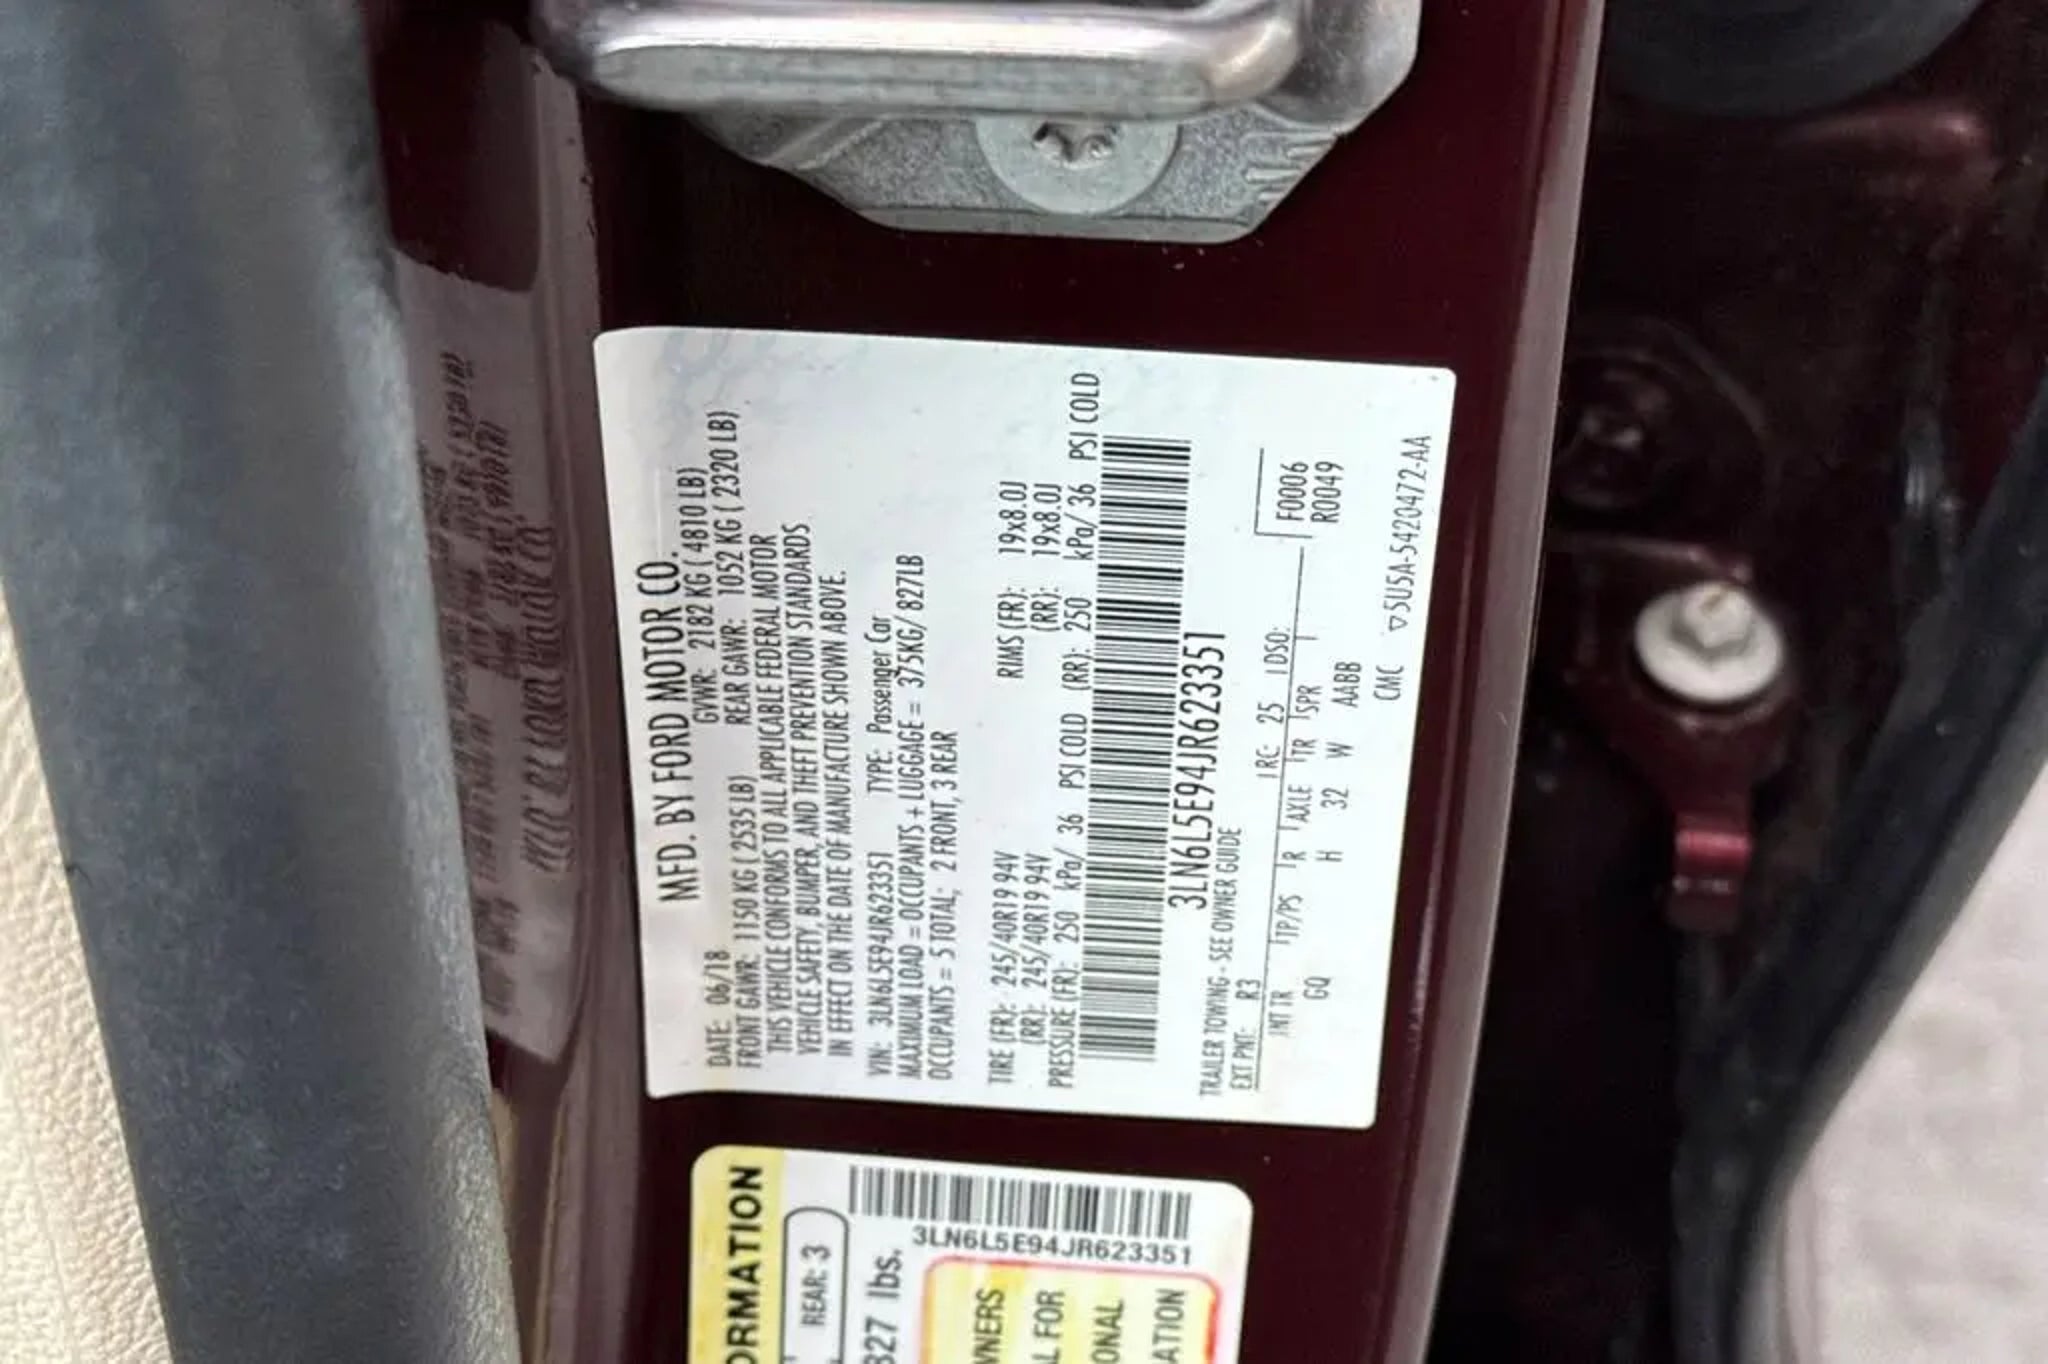 MFD. BY FORD MOTOR CO.
DATE: 06/18 GVWR: 2182 KG ( 4810 LB)
FRONT GAWR: 1150 KG ( 2535 LB) REAR GAWR: 1052 KG ( 2320 LB)
THIS VEHICLE CONFORMS TO ALL APPLICABLE FEDERAL MOTOR
VEHICLE SAFETY, BUMPER, AND THEFT PREVENTION STANDARDS
IN EFFECT ON THE DATE OF MANUFACTURE SHOWN ABOVE.
VIN: 3LN6L5E94JR623351 TYPE: Passenger Car
MAXIMUM LOAD = OCCUPANTS + LUGGAGE = 375KG/ 827LB
OCCUPANTS = 5 TOTAL; 2 FRONT, 3 REAR
TIRE (FR): 245/40R19 94V RIMS (FR): 19x8.0J
(RR): 245/40R19 94V (RR): 19x8.0J
PRESSURE (FR): 250 kPa/ 36 PSI COLD (RR): 250 kPa/ 36 PSI COLD
3LN6L5E94JR623351
TRAILER TOWING - SEE OWNER GUIDE
EXT PNT: R3 RC: 25 DSO: F0006
INT TR TP/PS R AXLE TR SPR R0049
GQ H 32 W AABB
CMC ▽5U5A-5420472-AA
ORMATION
REAR: 3
827 lbs.
3LN6L5E94JR623351
WNERS
L FOR
ONAL
ATION